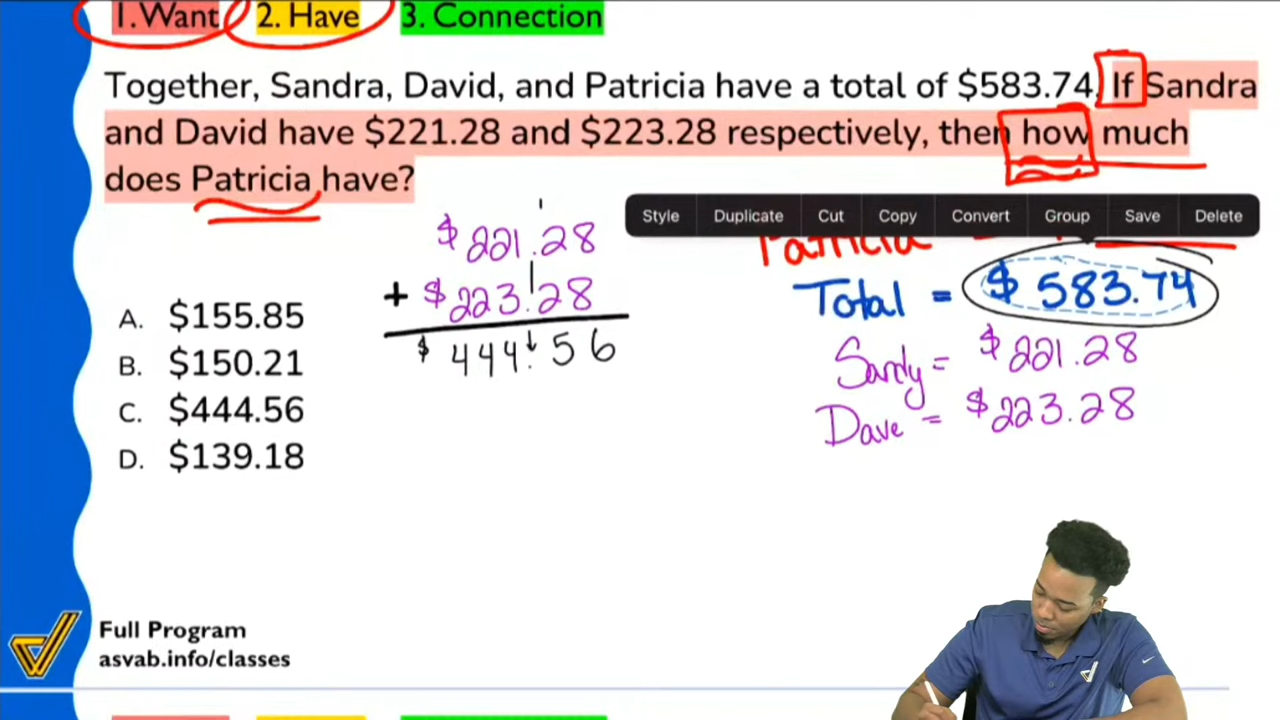 1. Want 2. Have 3. Connection
Together, Sandra, David, and Patricia have a total of $583.74. If Sandra
and David have $221.28 and $223.28 respectively, then how much
does Patricia have?
Style Duplicate Cut Copy Convert Group Save Delete
$221.28
+ $223.28
$ 444.56
Patricia =
Total = $ 583.74
Sandy = $221.28
Dave = $223.28
A. $155.85
B. $150.21
C. $444.56
D. $139.18
Full Program
asvab.info/classes